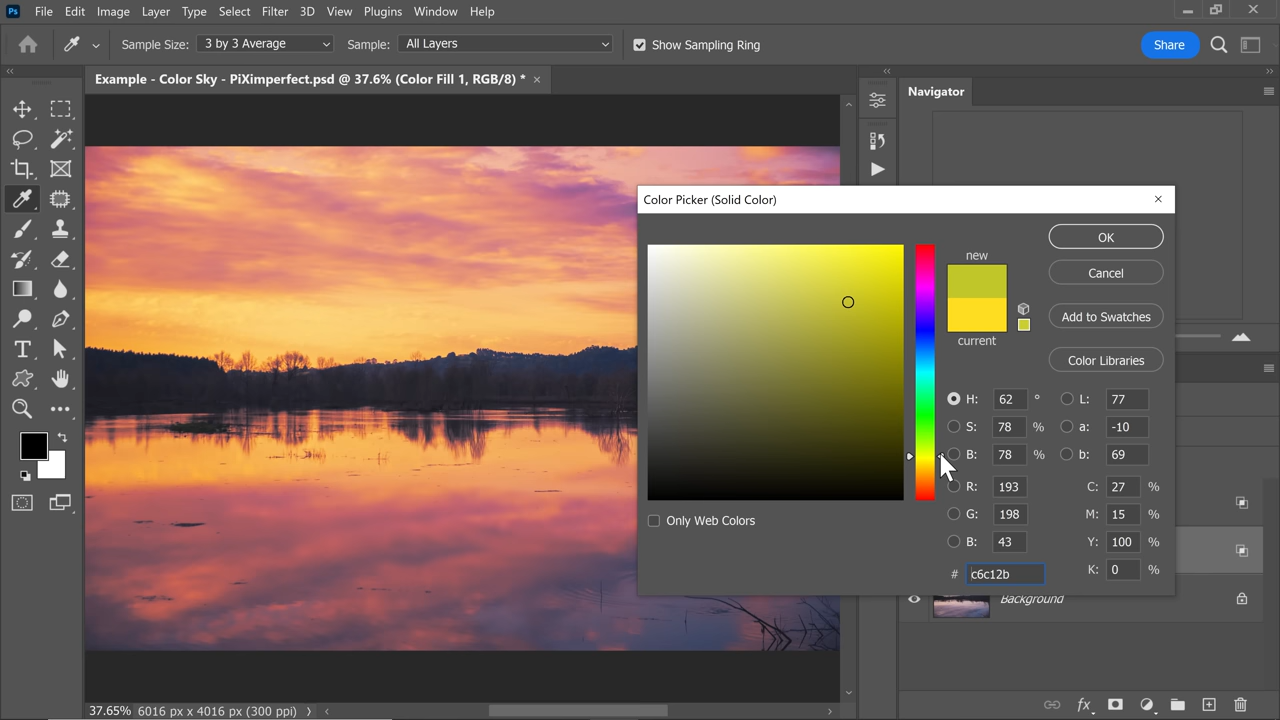 Ps File Edit Image Layer Type Select Filter 3D View Plugins Window Help
Sample Size: 3 by 3 Average Sample: All Layers Show Sampling Ring Share
Example - Color Sky - PiXimperfect.psd @ 37.6% (Color Fill 1, RGB/8) * ×
Navigator
Color Picker (Solid Color)
new
OK
Cancel
Add to Swatches
current
Color Libraries
H: 62 ° L: 77
S: 78 % a: -10
B: 78 % b: 69
R: 193 C: 27 %
G: 198 M: 15 %
Only Web Colors
B: 43 Y: 100 %
# c6c12b K: 0 %
Background
37.65% 6016 px x 4016 px (300 ppi)
fx